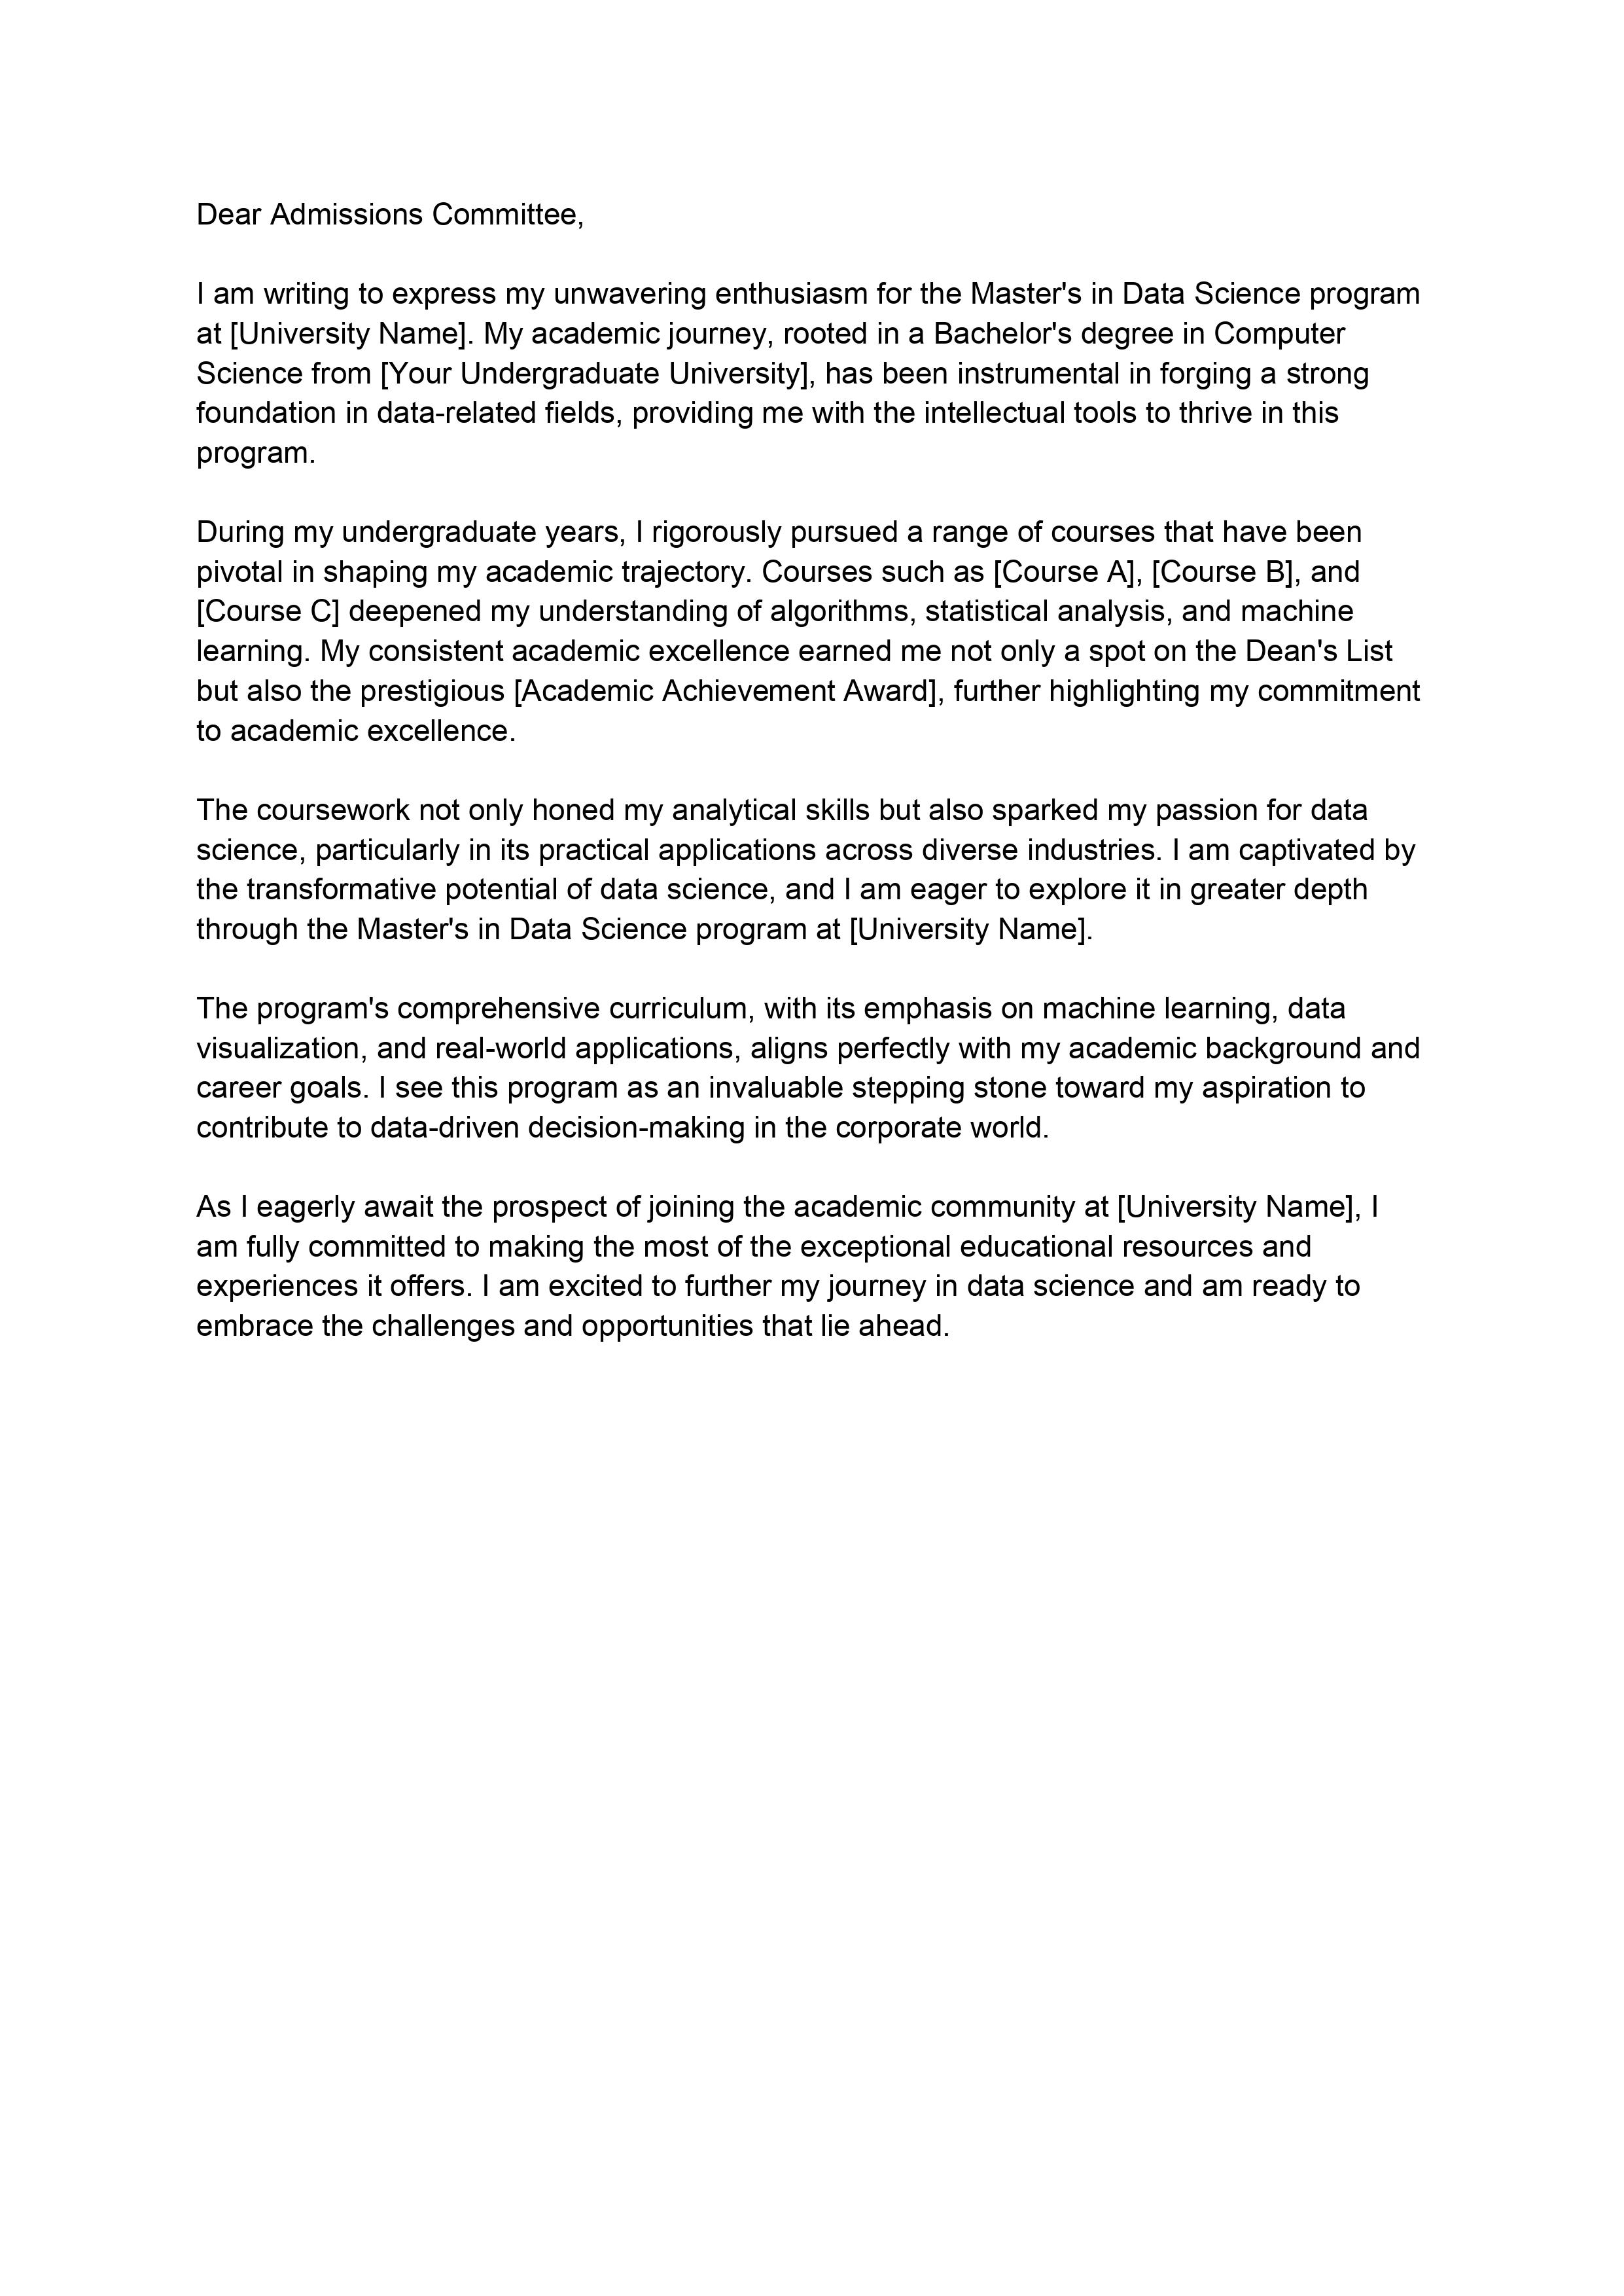 Dear Admissions Committee,
I am writing to express my unwavering enthusiasm for the Master's in Data Science program
at [University Name]. My academic journey, rooted in a Bachelor's degree in Computer
Science from [Your Undergraduate University], has been instrumental in forging a strong
foundation in data-related fields, providing me with the intellectual tools to thrive in this
program.
During my undergraduate years, I rigorously pursued a range of courses that have been
pivotal in shaping my academic trajectory. Courses such as [Course A], [Course B], and
[Course C] deepened my understanding of algorithms, statistical analysis, and machine
learning. My consistent academic excellence earned me not only a spot on the Dean's List
but also the prestigious [Academic Achievement Award], further highlighting my commitment
to academic excellence.
The coursework not only honed my analytical skills but also sparked my passion for data
science, particularly in its practical applications across diverse industries. I am captivated by
the transformative potential of data science, and I am eager to explore it in greater depth
through the Master's in Data Science program at [University Name].
The program's comprehensive curriculum, with its emphasis on machine learning, data
visualization, and real-world applications, aligns perfectly with my academic background and
career goals. I see this program as an invaluable stepping stone toward my aspiration to
contribute to data-driven decision-making in the corporate world.
As I eagerly await the prospect of joining the academic community at [University Name], I
am fully committed to making the most of the exceptional educational resources and
experiences it offers. I am excited to further my journey in data science and am ready to
embrace the challenges and opportunities that lie ahead.